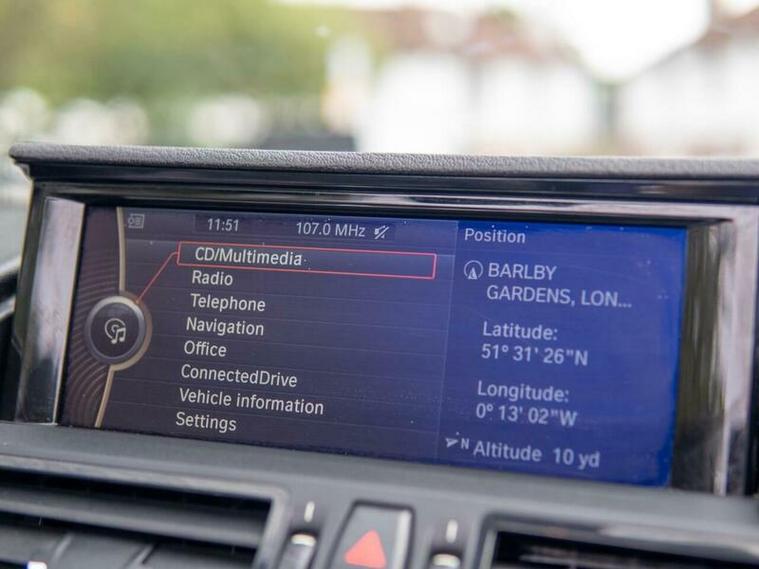 11:51 107.0 MHz
CD/Multimedia
Radio
Telephone
Navigation
Office
ConnectedDrive
Vehicle information
Settings
Position
BARLBY
GARDENS, LON...
Latitude:
51° 31' 26"N
Longitude:
0° 13' 02"W
N Altitude 10 yd